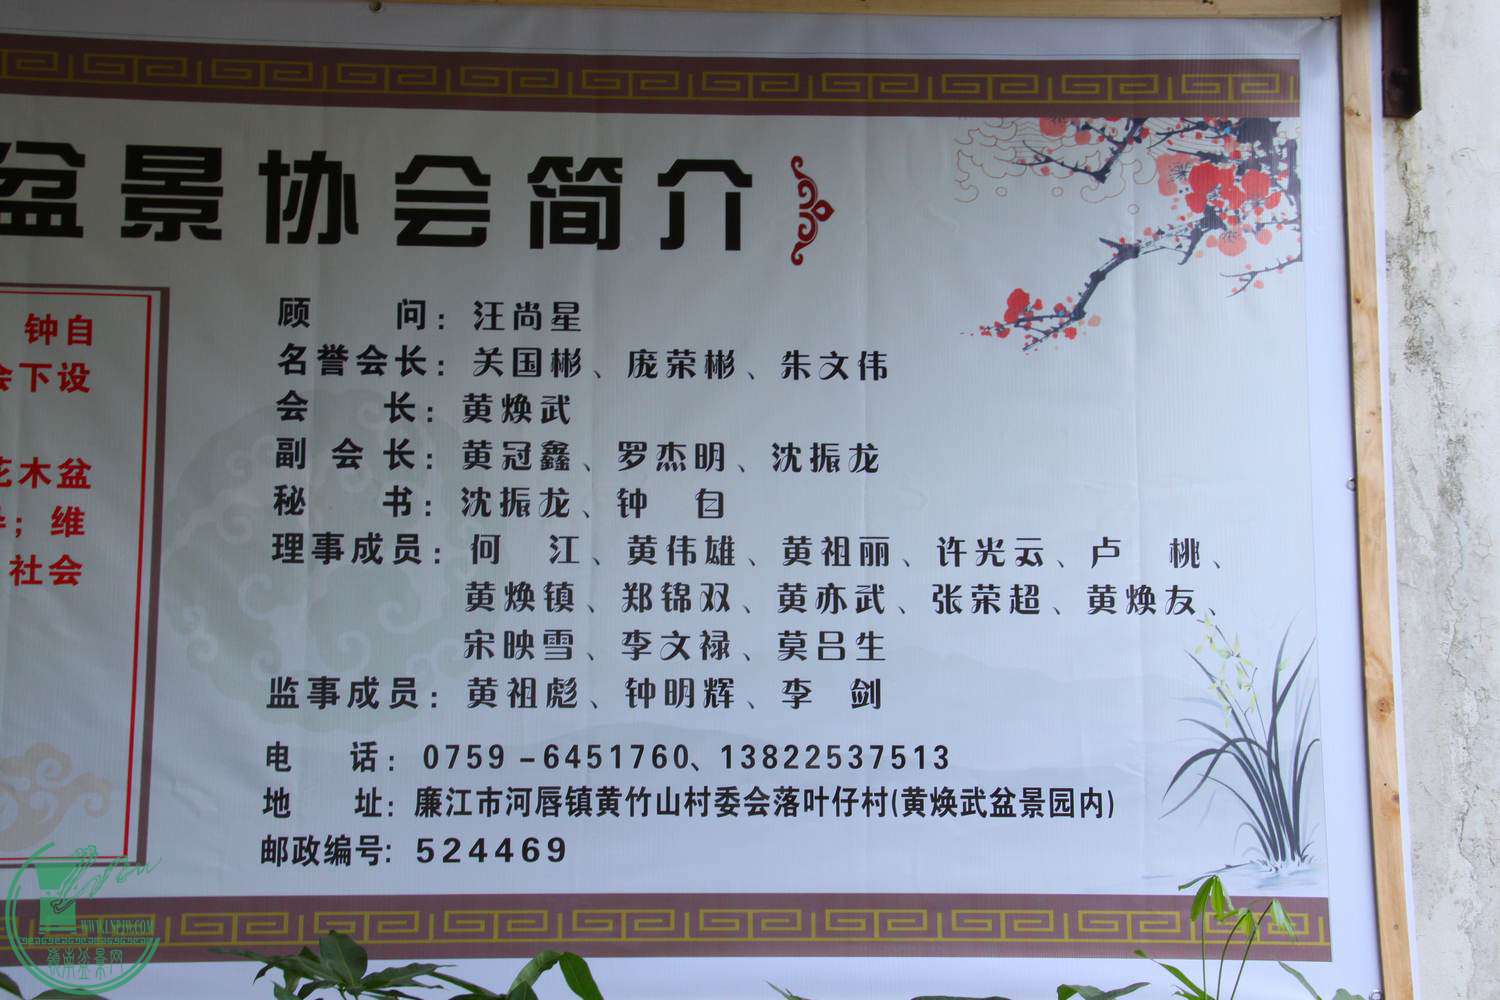 盆景协会简介
钟自
会下设
花木盆
；维
社会
顾 问：汪尚星
名誉会长：关国彬、庞荣彬、朱文伟
会 长：黄焕武
副 会 长：黄冠鑫、罗杰明、沈振龙
秘 书：沈振龙、钟 自
理事成员：何 江、黄伟雄、黄祖丽、许光云、卢 桃、
黄焕镇、郑锦双、黄亦武、张荣超、黄焕友、
宋映雪、李文禄、莫吕生
监事成员：黄祖彪、钟明辉、李 剑
电 话：0759-6451760、13822537513
地 址：廉江市河唇镇黄竹山村委会落叶仔村(黄焕武盆景园内)
邮政编号：524469